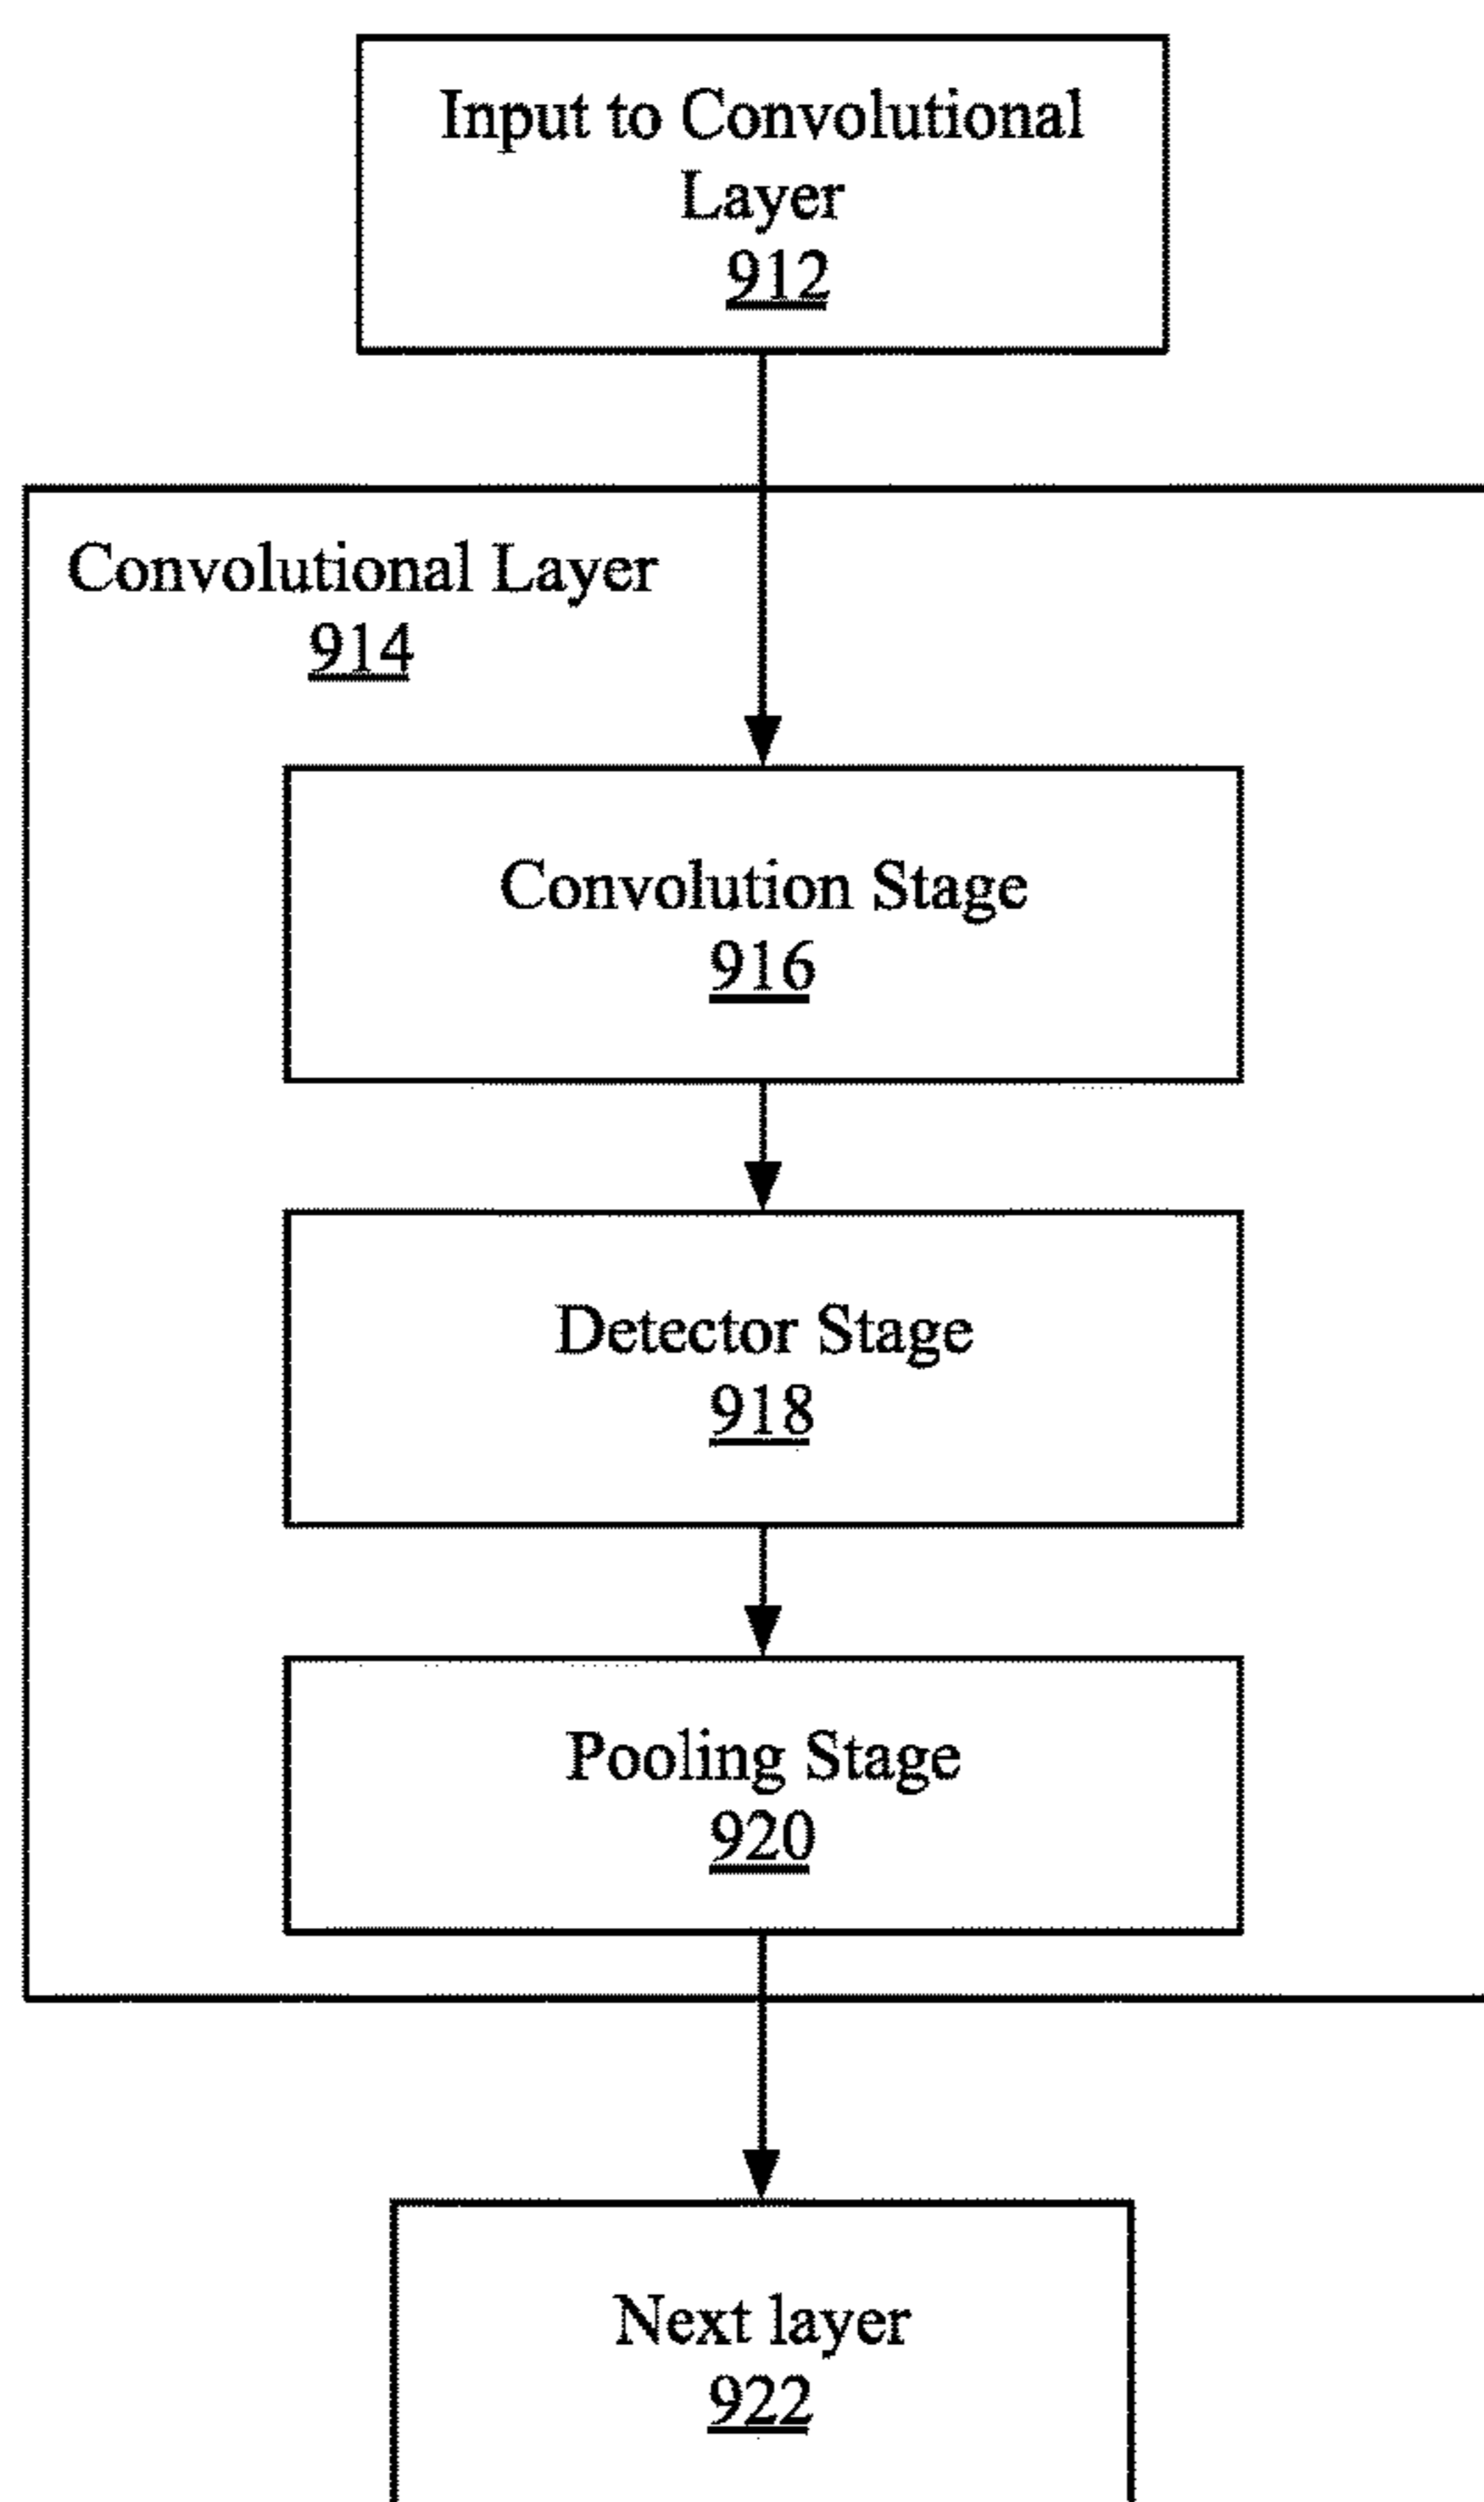 Input to Convolutional
Layer
912
Convolutional Layer
914
Convolution Stage
916
Detector Stage
918
Pooling Stage
920
Next layer
922